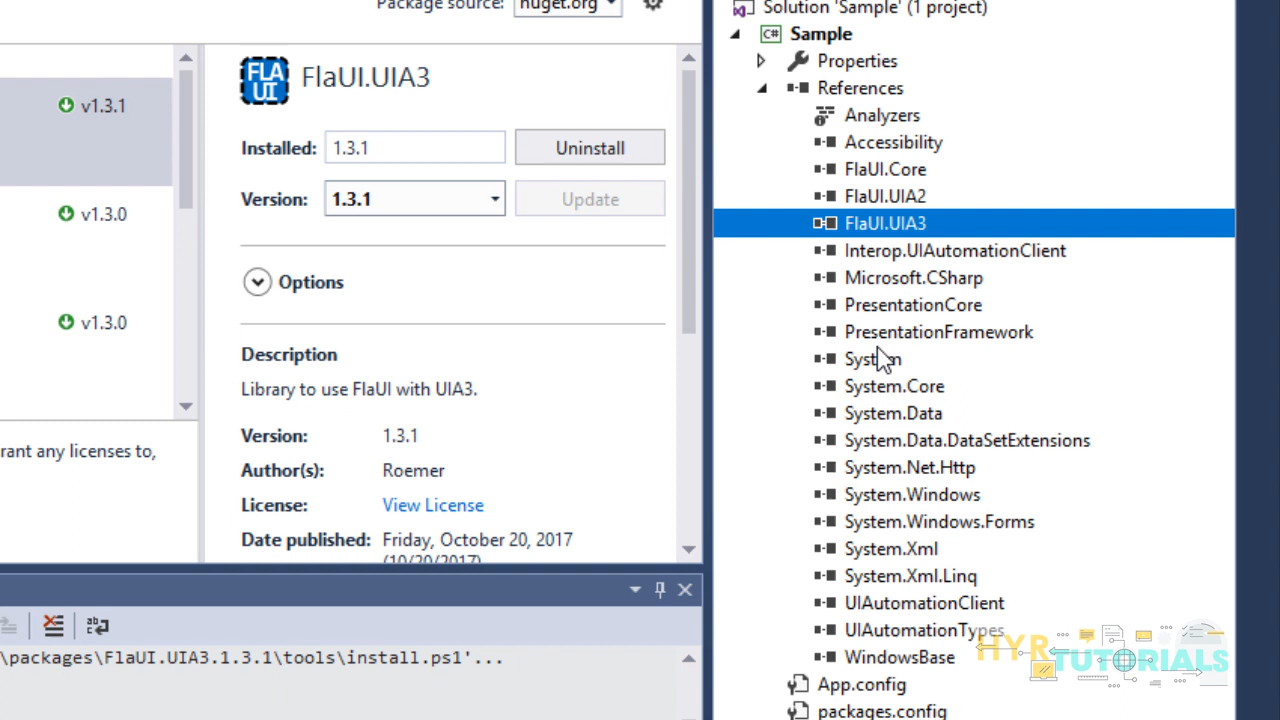 Package source:
nuget.org
v1.3.1
v1.3.0
v1.3.0
rant any licenses to,
FLA
UI
FlaUI.UIA3
Installed:
1.3.1
Uninstall
Version:
1.3.1
Update
Options
Description
Library to use FlaUI with UIA3.
Version:
1.3.1
Author(s):
Roemer
License:
View License
Date published:
Friday, October 20, 2017
(10/20/2017)
\packages\FlaUI.UIA3.1.3.1\tools\install.ps1'...
Solution 'Sample' (1 project)
C# Sample
Properties
References
Analyzers
Accessibility
FlaUI.Core
FlaUI.UIA2
FlaUI.UIA3
Interop.UIAutomationClient
Microsoft.CSharp
PresentationCore
PresentationFramework
System
System.Core
System.Data
System.Data.DataSetExtensions
System.Net.Http
System.Windows
System.Windows.Forms
System.Xml
System.Xml.Linq
UIAutomationClient
UIAutomationTypes
WindowsBase
App.config
packages.config
HYR
TUTORIALS